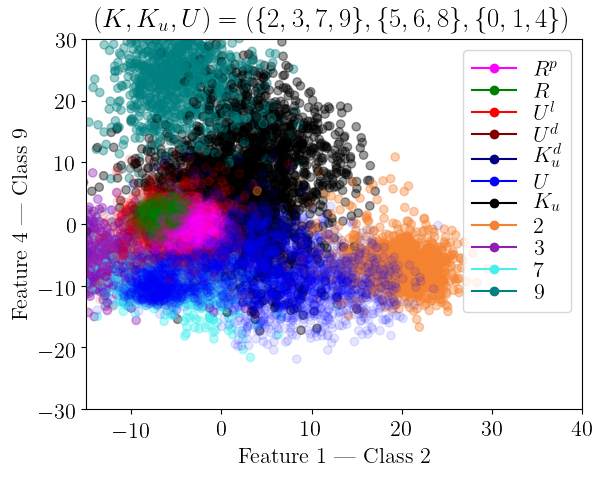 (K, K_u, U) = ({2, 3, 7, 9}, {5, 6, 8}, {0, 1, 4})
30
20
10
0
−10
−20
−30
Feature 4 — Class 9
R^p
R
U^l
U^d
K_u^d
U
K_u
2
3
7
9
−10
0
10
20
30
40
Feature 1 — Class 2